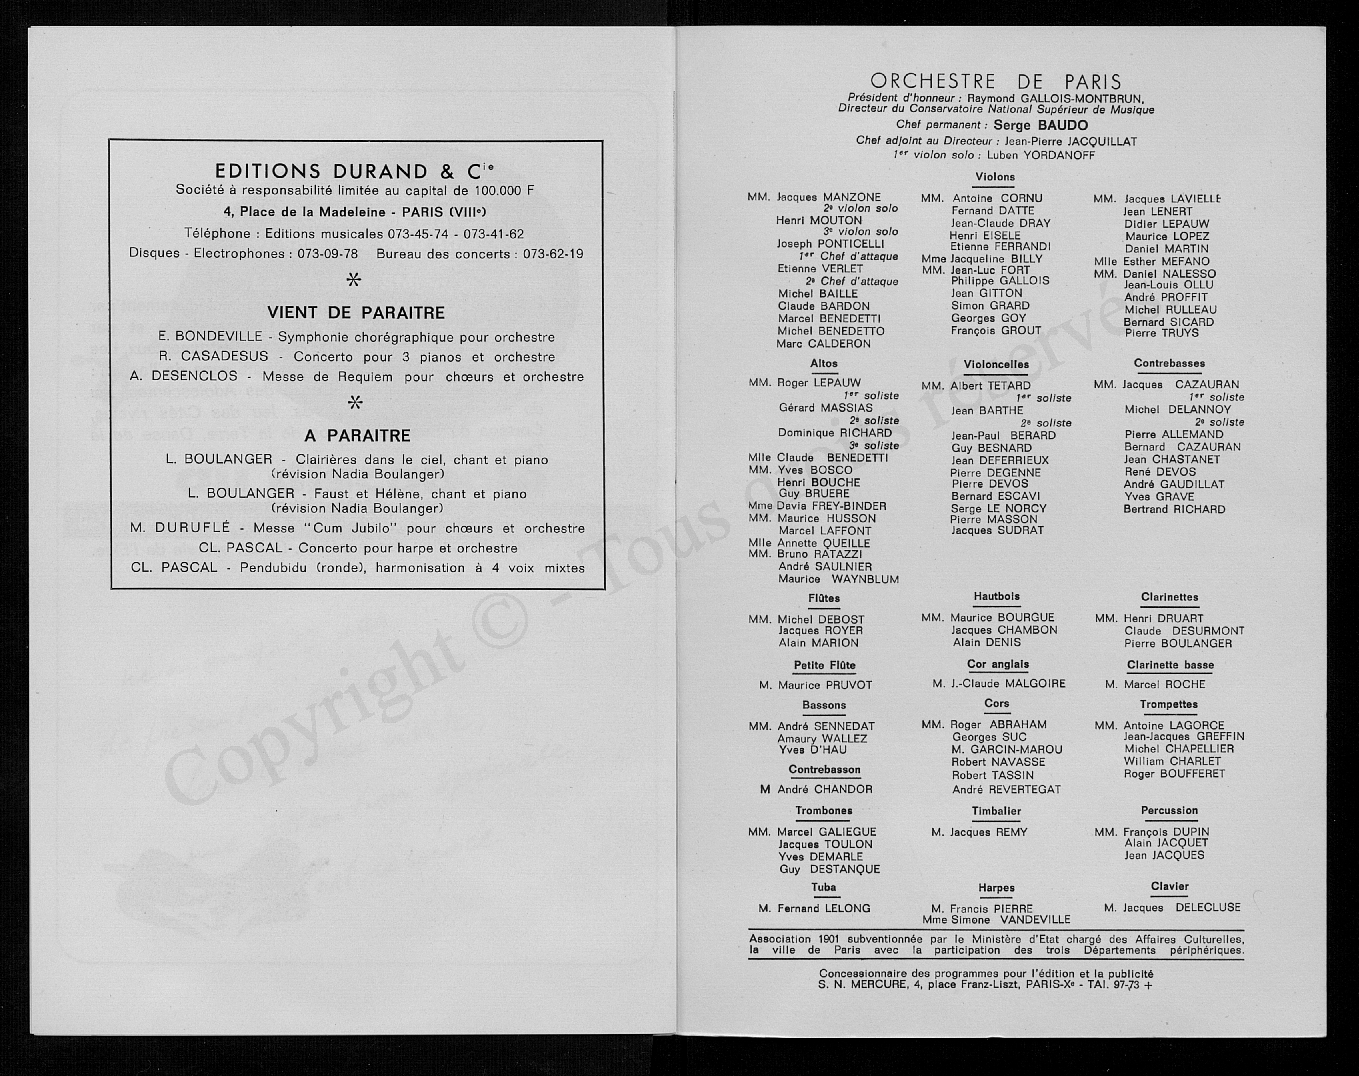 EDITIONS DURAND & Cie
Société à responsabilité limitée au capital de 100.000 F
4, Place de la Madeleine - PARIS (VIIIe)
Téléphone : Editions musicales 073-45-74 - 073-41-62
Disques - Electrophones : 073-09-78 Bureau des concerts : 073-62-19
VIENT DE PARAITRE
E. BONDEVILLE - Symphonie chorégraphique pour orchestre
R. CASADESUS - Concerto pour 3 pianos et orchestre
A. DESENCLOS - Messe de Requiem pour chœurs et orchestre
A PARAITRE
L. BOULANGER - Clairières dans le ciel, chant et piano
(révision Nadia Boulanger)
L. BOULANGER - Faust et Hélène, chant et piano
(révision Nadia Boulanger)
M. DURUFLÉ - Messe "Cum Jubilo" pour chœurs et orchestre
CL. PASCAL - Concerto pour harpe et orchestre
CL. PASCAL - Pendubidu (ronde), harmonisation à 4 voix mixtes
ORCHESTRE DE PARIS
Président d'honneur : Raymond GALLOIS-MONTBRUN,
Directeur du Conservatoire National Supérieur de Musique
Chef permanent : Serge BAUDO
Chef adjoint au Directeur : Jean-Pierre JACQUILLAT
1er violon solo : Luben YORDANOFF
Violons
MM. Jacques MANZONE
2e violon solo
Henri MOUTON
3e violon solo
Joseph PONTICELLI
1er Chef d'attaque
Etienne VERLET
2e Chef d'attaque
Michel BAILLE
Claude BARDON
Marcel BENEDETTI
Michel BENEDETTO
Marc CALDERON
MM. Antoine CORNU
Fernand DATTE
Jean-Claude DRAY
Henri EISELE
Etienne FERRANDI
Mme Jacqueline BILLY
MM. Jean-Luc FORT
Philippe GALLOIS
Jean GITTON
Simon GRARD
Georges GOY
François GROUT
MM. Jacques LAVIELLE
Jean LENERT
Didier LEPAUW
Maurice LOPEZ
Daniel MARTIN
Mlle Esther MEFANO
MM. Daniel NALESSO
Jean-Louis OLLU
André PROFFIT
Michel RULLEAU
Bernard SICARD
Pierre TRUYS
Altos
MM. Roger LEPAUW
1er soliste
Gérard MASSIAS
2e soliste
Dominique RICHARD
3e soliste
Mlle Claude BENEDETTI
MM. Yves BOSCO
Henri BOUCHE
Guy BRUERE
Mme Davia FREY-BINDER
MM. Maurice HUSSON
Marcel LAFFONT
Mlle Annette QUEILLE
MM. Bruno RATAZZI
André SAULNIER
Maurice WAYNBLUM
Violoncelles
MM. Albert TETARD
1er soliste
Jean BARTHE
2e soliste
Jean-Paul BERARD
Guy BESNARD
Jean DEFERRIEUX
Pierre DEGENNE
Pierre DEVOS
Bernard ESCAVI
Serge LE NORCY
Pierre MASSON
Jacques SUDRAT
Contrebasses
MM. Jacques CAZAURAN
1er soliste
Michel DELANNOY
2e soliste
Pierre ALLEMAND
Bernard CAZAURAN
Jean CHASTANET
René DEVOS
André GAUDILLAT
Yves GRAVE
Bertrand RICHARD
Flûtes
MM. Michel DEBOST
Jacques ROYER
Alain MARION
Hautbois
MM. Maurice BOURGUE
Jacques CHAMBON
Alain DENIS
Clarinettes
MM. Henri DRUART
Claude DESURMONT
Pierre BOULANGER
Petite Flûte
M. Maurice PRUVOT
Cor anglais
M. J.-Claude MALGOIRE
Clarinette basse
M. Marcel ROCHE
Bassons
MM. André SENNEDAT
Amaury WALLEZ
Yves D'HAU
Cors
MM. Roger ABRAHAM
Georges SUC
M. GARCIN-MAROU
Robert NAVASSE
Robert TASSIN
André REVERTEGAT
Trompettes
MM. Antoine LAGORCE
Jean-Jacques GREFFIN
Michel CHAPELLIER
William CHARLET
Roger BOUFFERET
Contrebasson
M André CHANDOR
Trombones
MM. Marcel GALIEGUE
Jacques TOULON
Yves DEMARLE
Guy DESTANQUE
Timbalier
M. Jacques REMY
Percussion
MM. François DUPIN
Alain JACQUET
Jean JACQUES
Tuba
M. Fernand LELONG
Harpes
M. Francis PIERRE
Mme Simone VANDEVILLE
Clavier
M. Jacques DELECLUSE
Association 1901 subventionnée par le Ministère d'Etat chargé des Affaires Culturelles,
la ville de Paris avec la participation des trois Départements périphériques.
Concessionnaire des programmes pour l'édition et la publicité
S. N. MERCURE, 4, place Franz-Liszt, PARIS-Xe - TAI. 97-73 +
Copyright © - Tous droits réservés